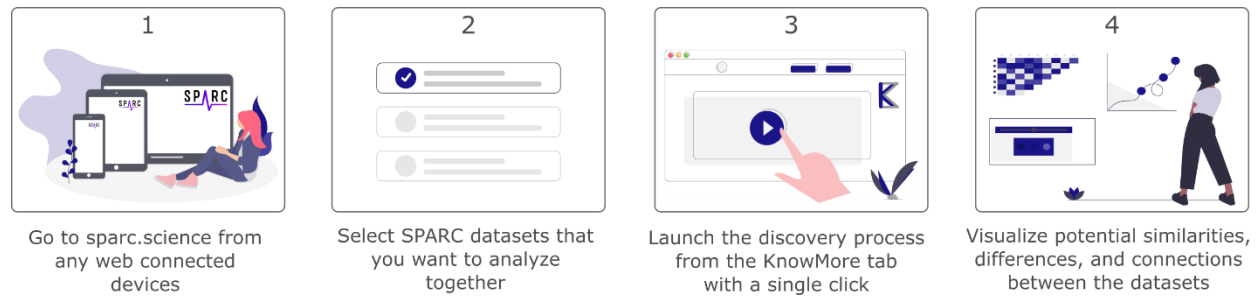 1
SPARC
SPARC
SPARC
Go to sparc.science from
any web connected
devices
2
Select SPARC datasets that
you want to analyze
together
3
K
Launch the discovery process
from the KnowMore tab
with a single click
4
Visualize potential similarities,
differences, and connections
between the datasets